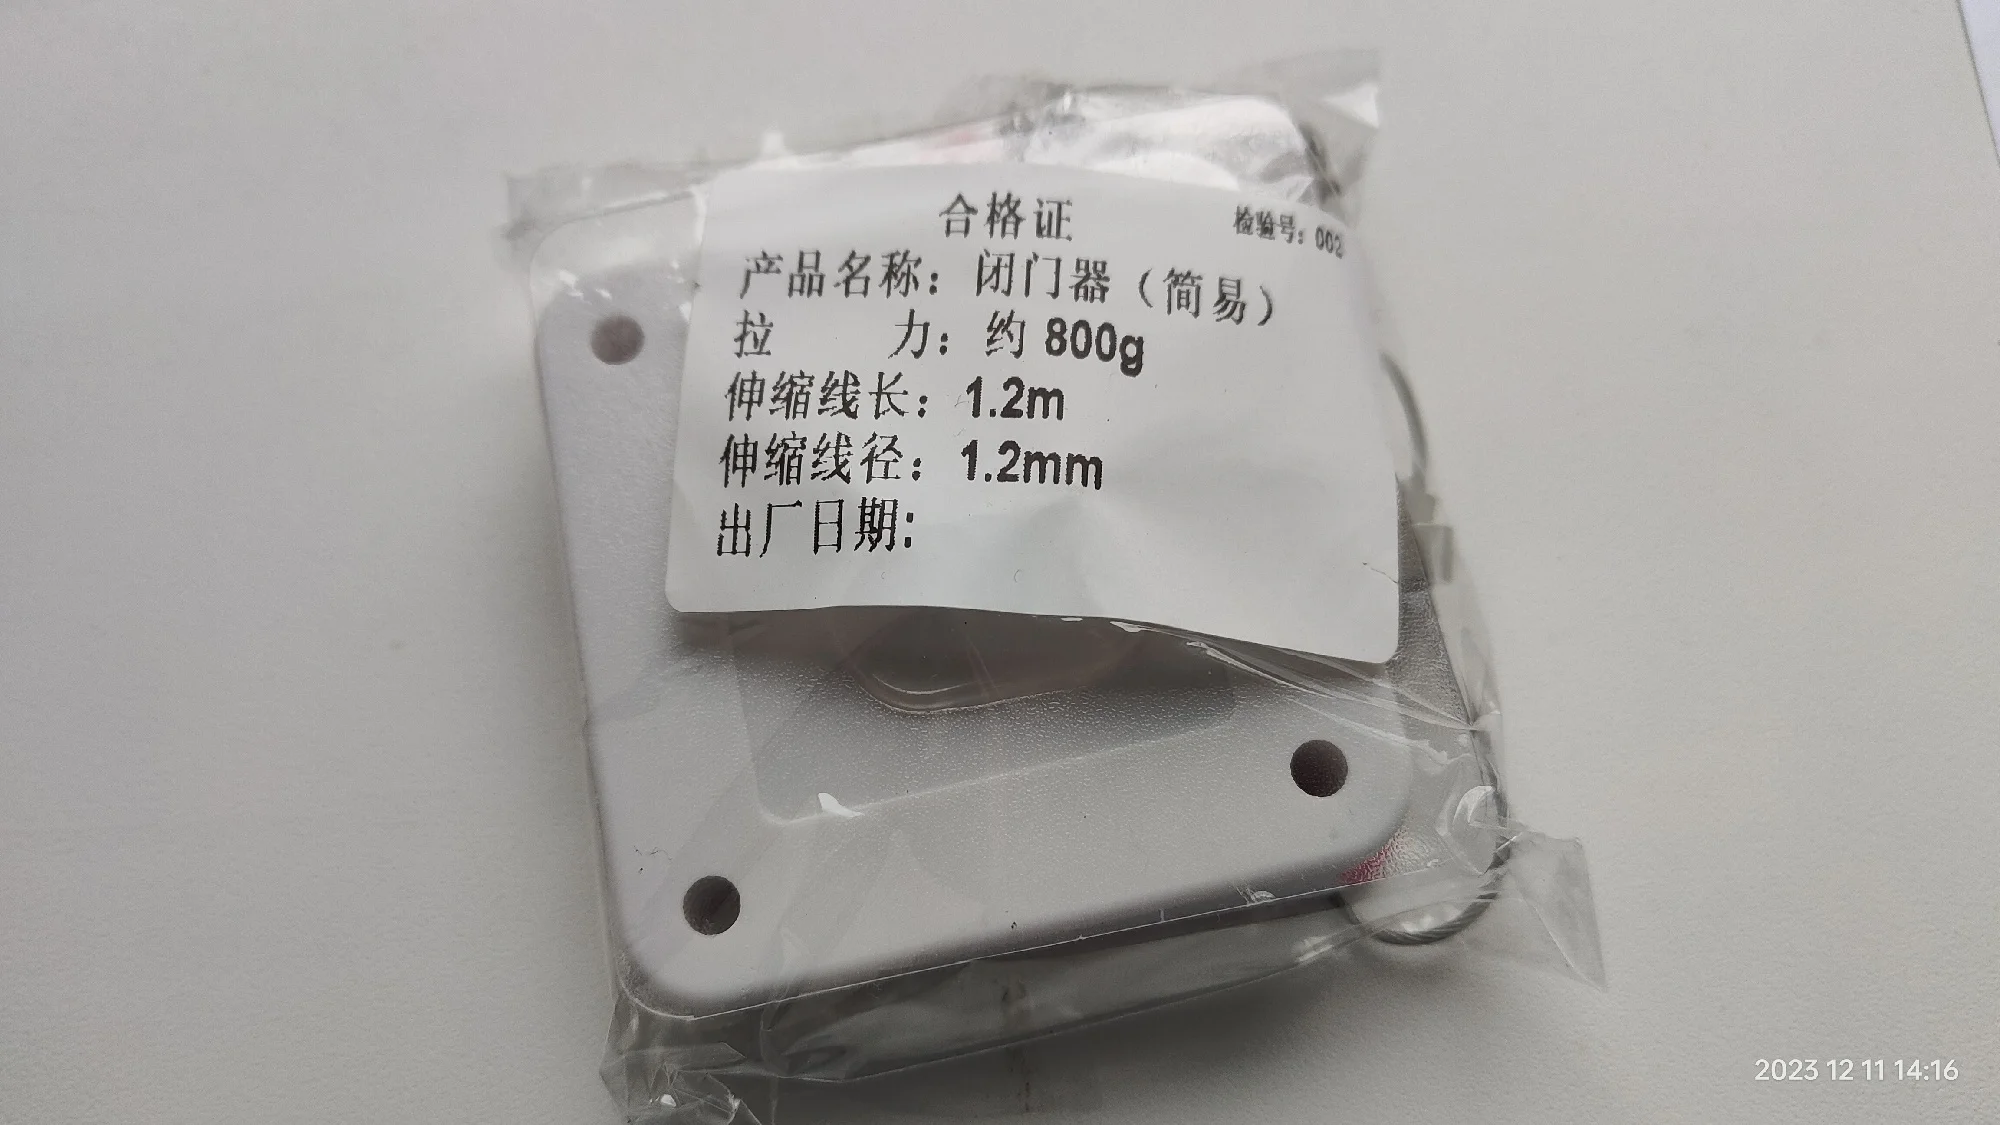 合格证
检验号：002
产品名称：闭门器（简易）
拉 力：约 800g
伸缩线长：1.2m
伸缩线径：1.2mm
出厂日期：
2023 12 11 14:16